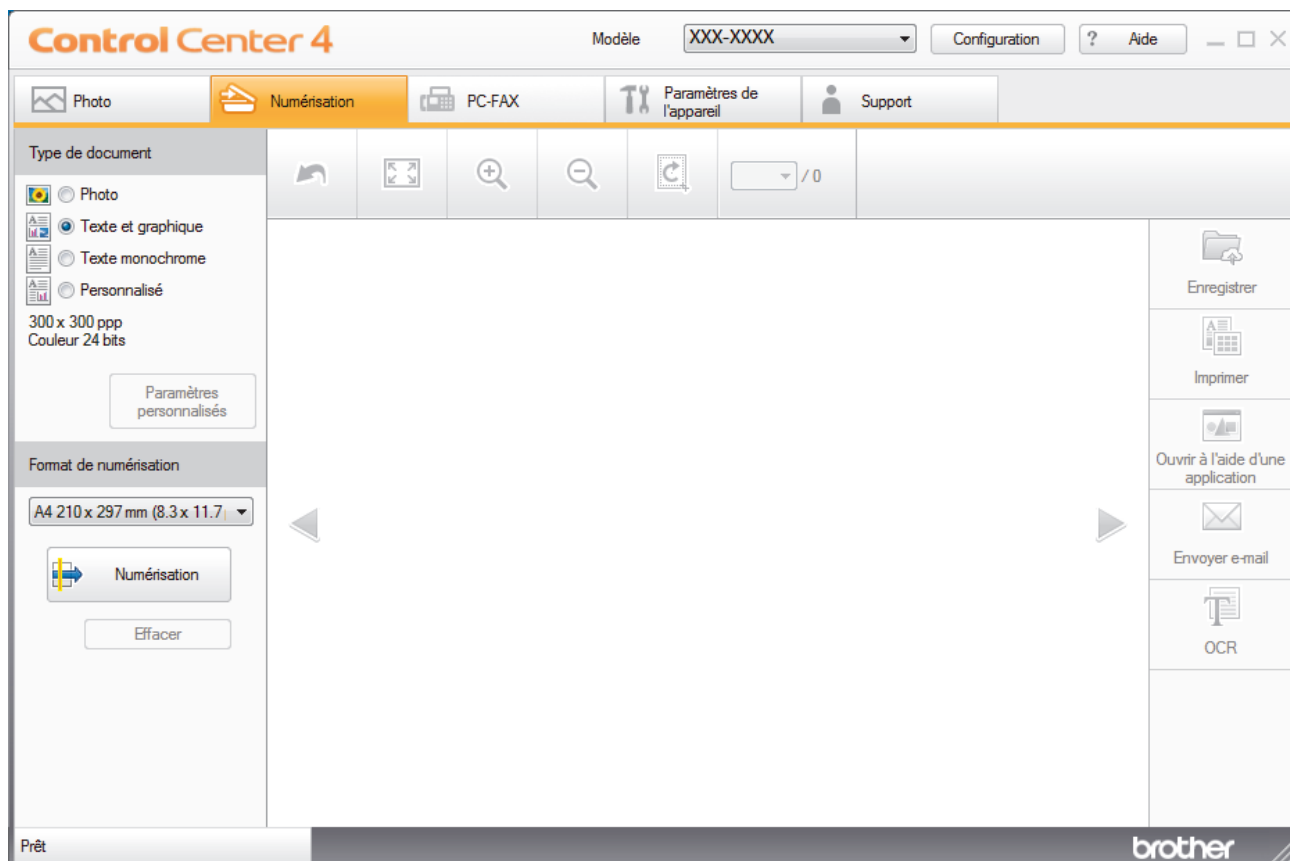 Control Center 4
Modèle
XXX-XXXX
Configuration
? Aide
Photo
Numérisation
PC-FAX
Paramètres de
l'appareil
Support
Type de document
Photo
Texte et graphique
Texte monochrome
Personnalisé
300 x 300 ppp
Couleur 24 bits
Paramètres
personnalisés
Format de numérisation
A4 210 x 297 mm (8.3 x 11.7
Numérisation
Effacer
/ 0
Enregistrer
Imprimer
Ouvrir à l'aide d'une
application
Envoyer e-mail
OCR
Prêt
brother